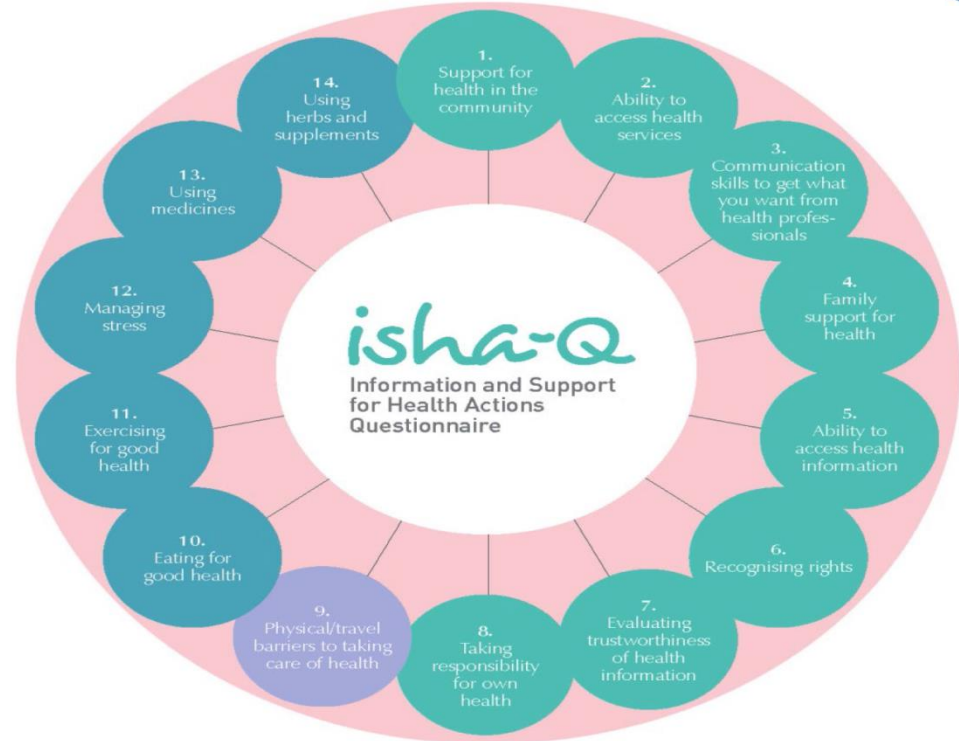 1.
Support for
health in the
community
2.
Ability to
access health
services
3.
Communication
skills to get what
you want from
health profes-
sionals
4.
Family
support for
health
5.
Ability to
access health
information
6.
Recognising rights
7.
Evaluating
trustworthiness
of health
information
8.
Taking
responsibility
for own
health
9.
Physical/travel
barriers to taking
care of health
10.
Eating for
good health
11.
Exercising
for good
health
12.
Managing
stress
13.
Using
medicines
14.
Using
herbs and
supplements
isha-Q
Information and Support
for Health Actions
Questionnaire